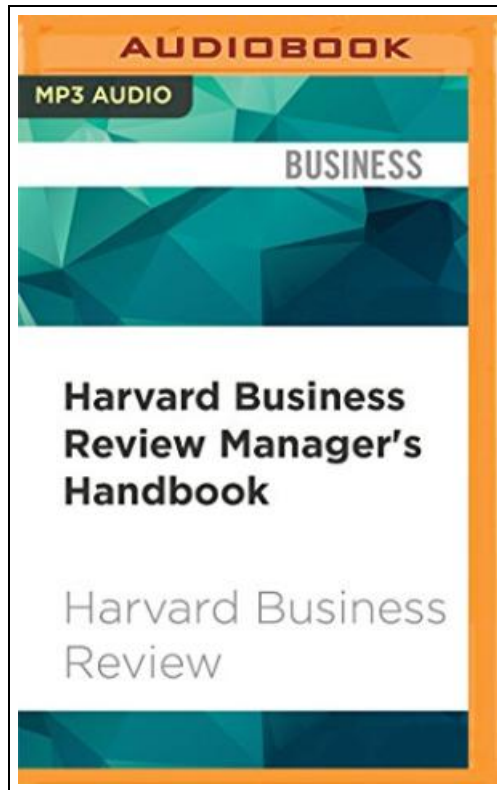 AUDIOBOOK
MP3 AUDIO
BUSINESS
Harvard Business
Review Manager's
Handbook
Harvard Business
Review